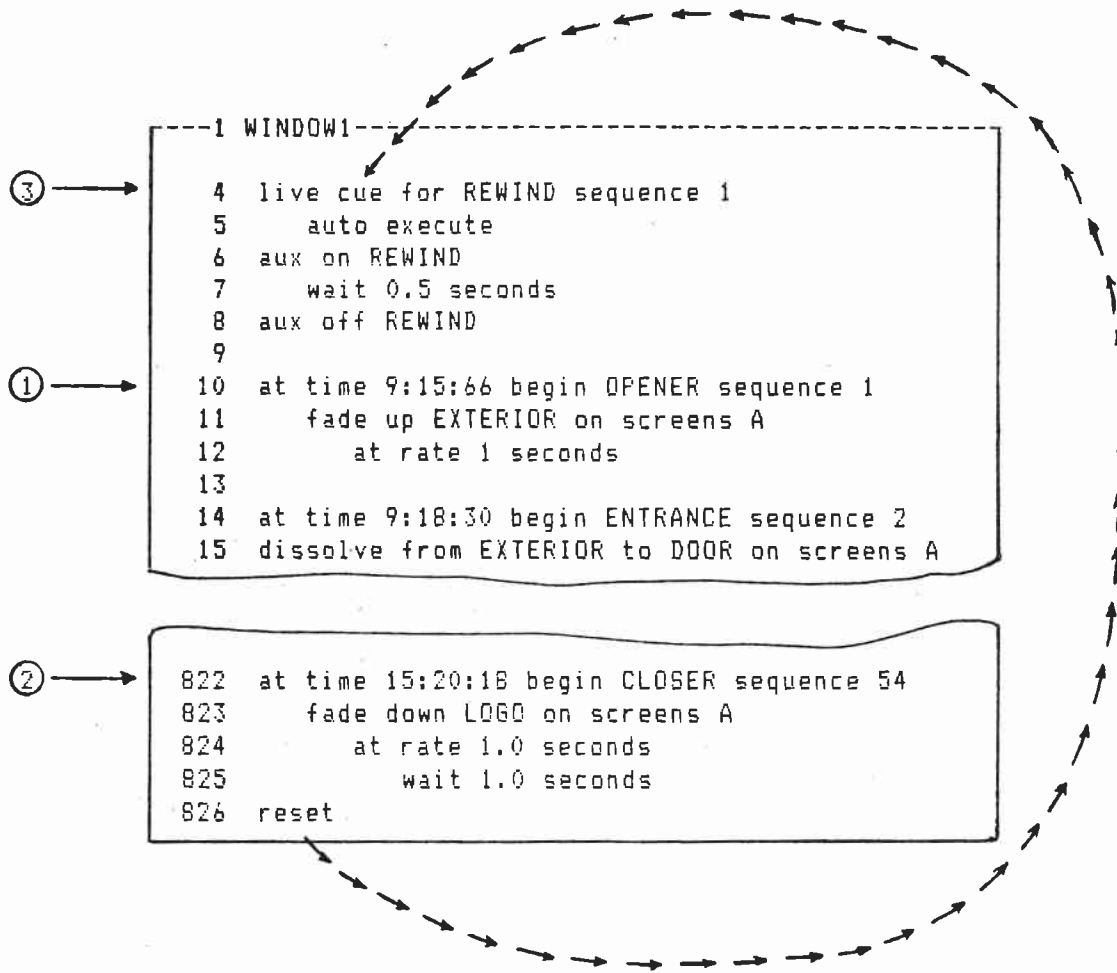 1 WINDOW1
③ 4 live cue for REWIND sequence 1
5 auto execute
6 aux on REWIND
7 wait 0.5 seconds
8 aux off REWIND
9
① 10 at time 9:15:66 begin OPENER sequence 1
11 fade up EXTERIOR on screens A
12 at rate 1 seconds
13
14 at time 9:18:30 begin ENTRANCE sequence 2
15 dissolve from EXTERIOR to DOOR on screens A
② 822 at time 15:20:18 begin CLOSER sequence 54
823 fade down LOGO on screens A
824 at rate 1.0 seconds
825 wait 1.0 seconds
826 reset